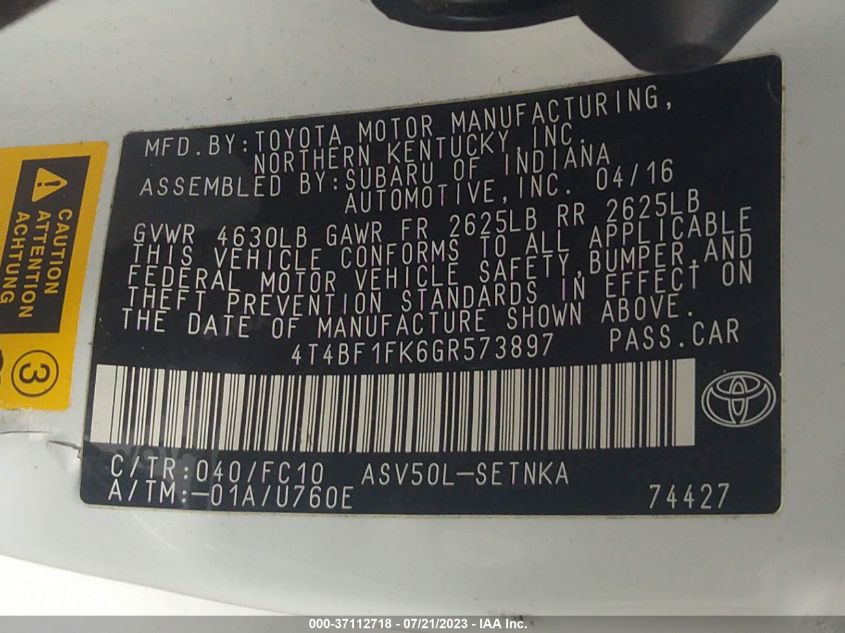 MFD.BY:TOYOTA MOTOR MANUFACTURING,
NORTHERN KENTUCKY,INC.
ASSEMBLED BY:SUBARU OF INDIANA
AUTOMOTIVE,INC. 04/16
GVWR 4630LB GAWR FR 2625LB RR 2625LB
THIS VEHICLE CONFORMS TO ALL APPLICABLE
FEDERAL MOTOR VEHICLE SAFETY,BUMPER,AND
THEFT PREVENTION STANDARDS IN EFFECT ON
THE DATE OF MANUFACTURE SHOWN ABOVE.
4T4BF1FK6GR573897 PASS.CAR
C/TR:040/FC10 ASV50L-SETNKA
A/TM:-01A/U760E 74427
CAUTION
ATTENTION
ACHTUNG
3
000-37112718 - 07/21/2023 - IAA Inc.